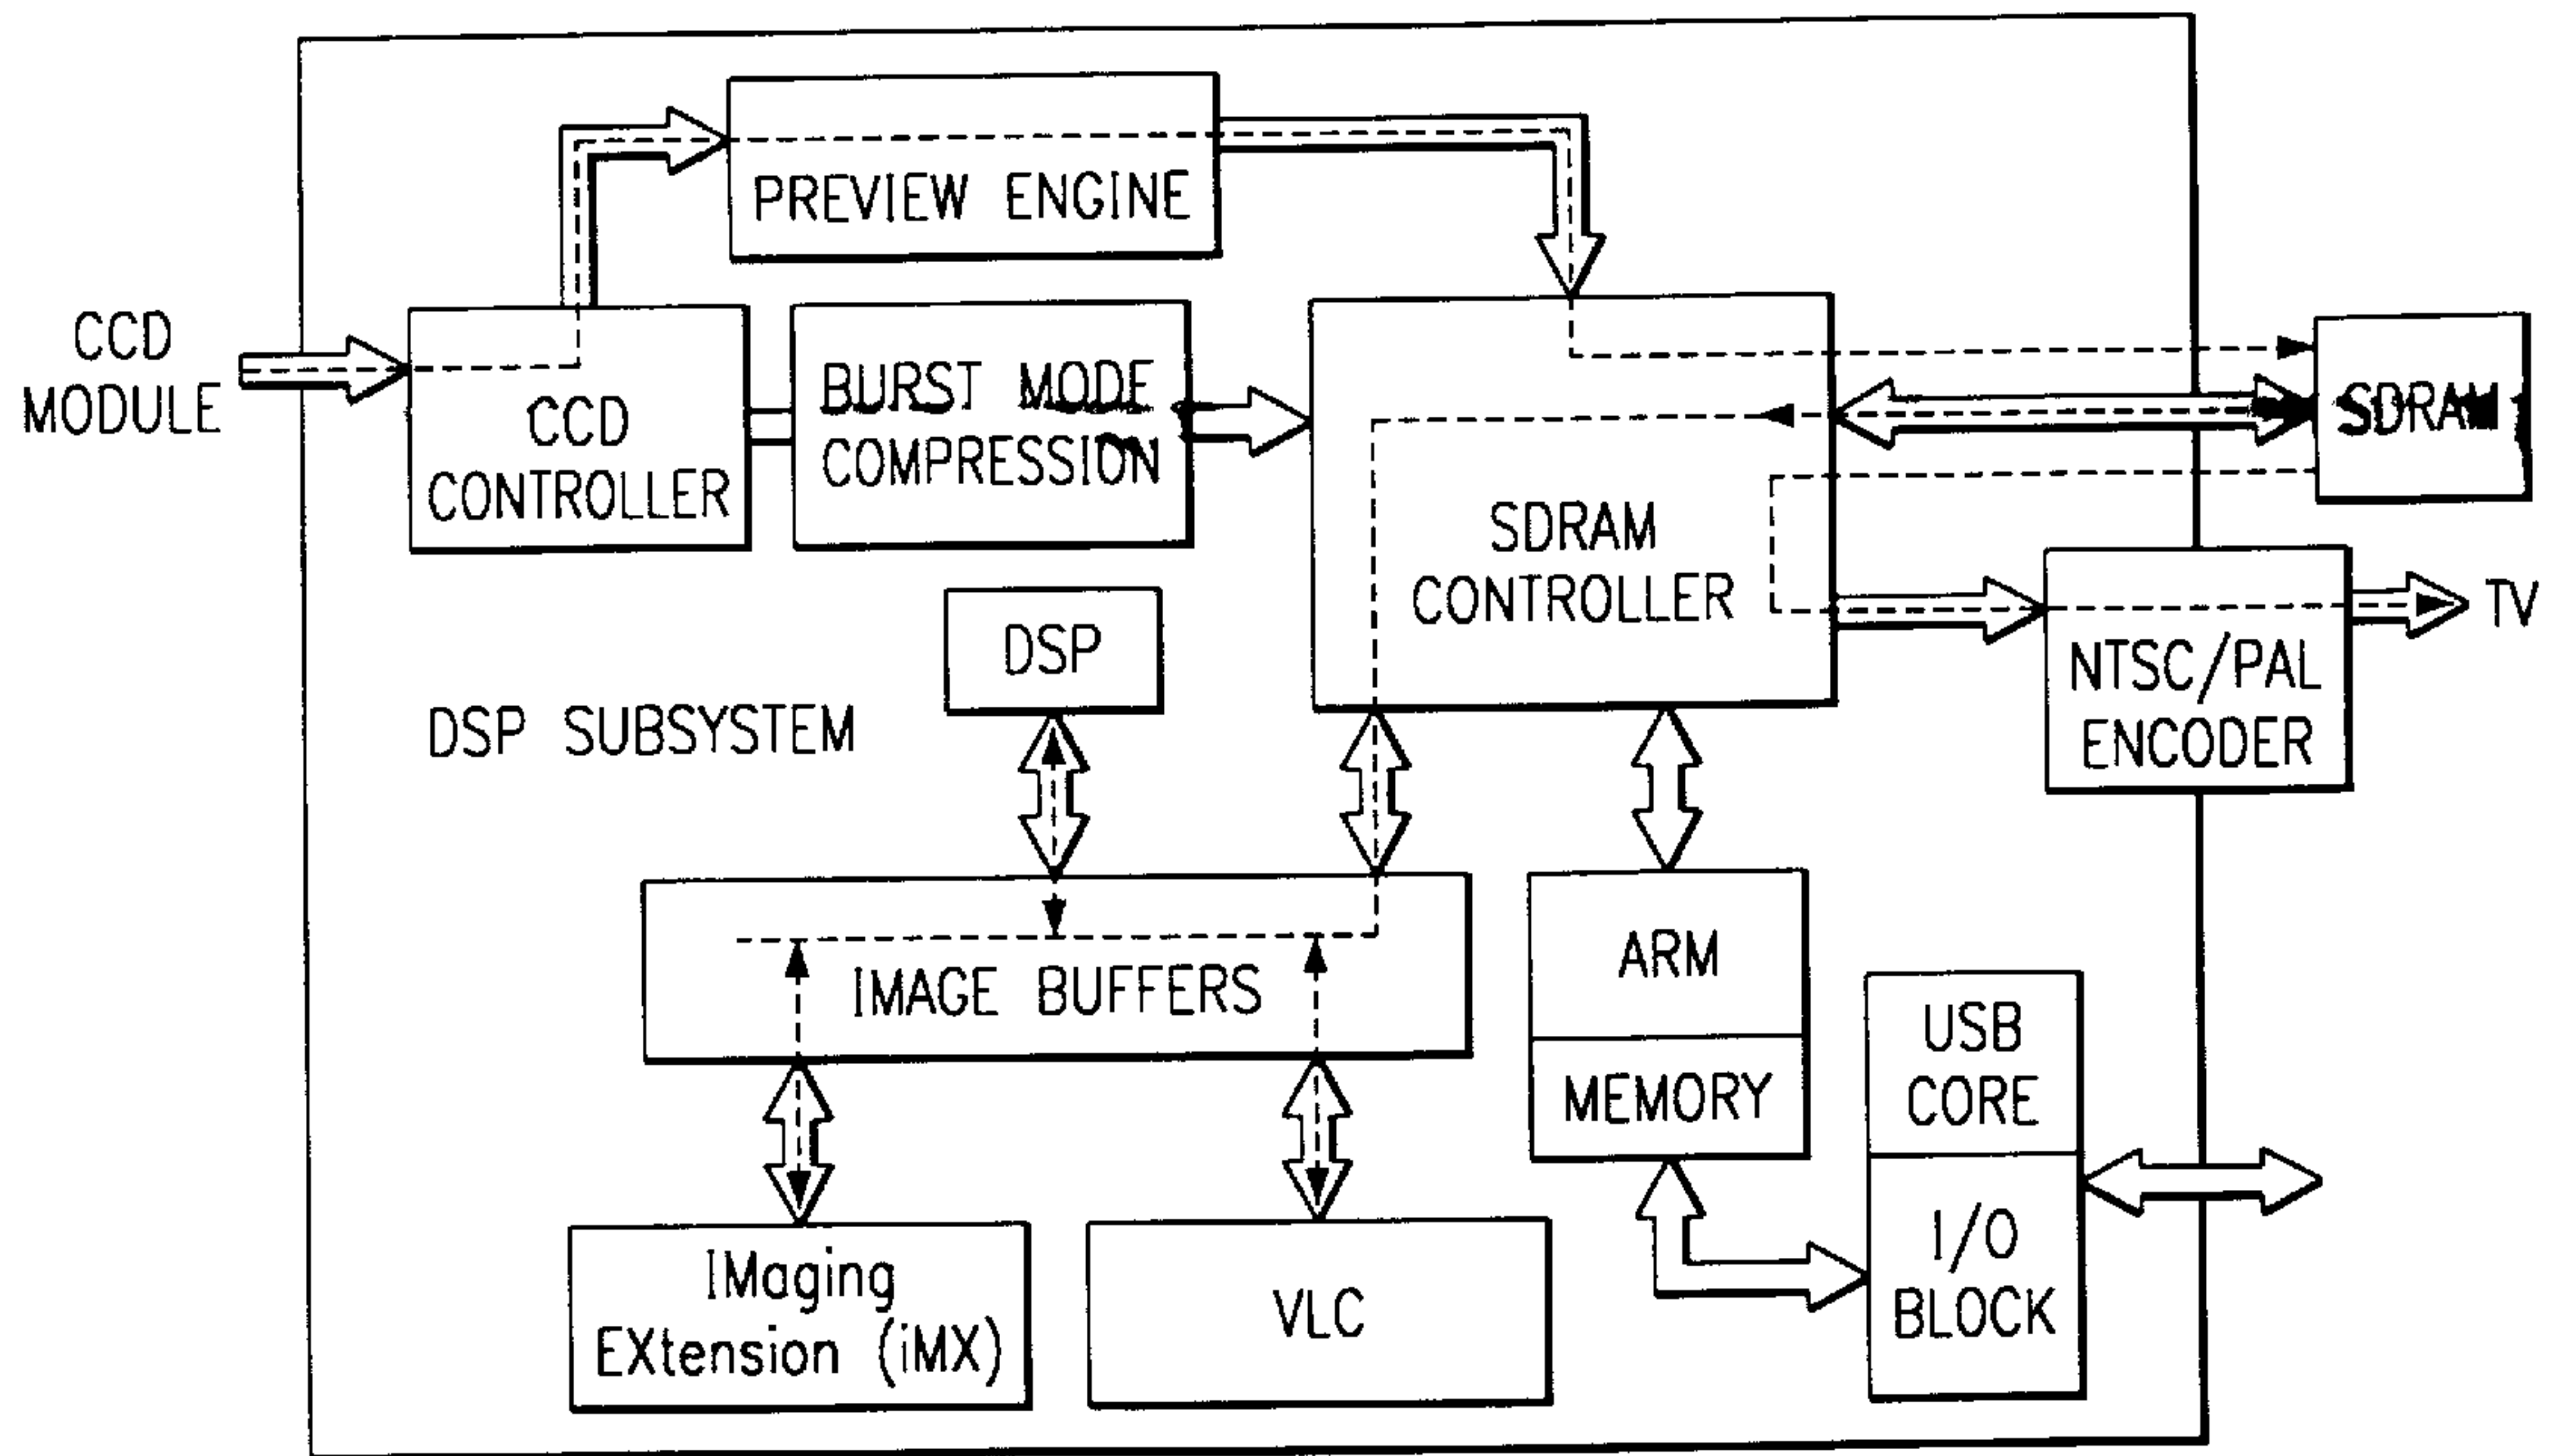 PREVIEW ENGINE
CCD
MODULE
CCD
CONTROLLER
BURST MODE
COMPRESSION
SDRAM
CONTROLLER
SDRAM
NTSC/PAL
ENCODER
TV
DSP
DSP SUBSYSTEM
IMAGE BUFFERS
ARM
MEMORY
USB
CORE
I/O
BLOCK
IMaging
EXtension (iMX)
VLC